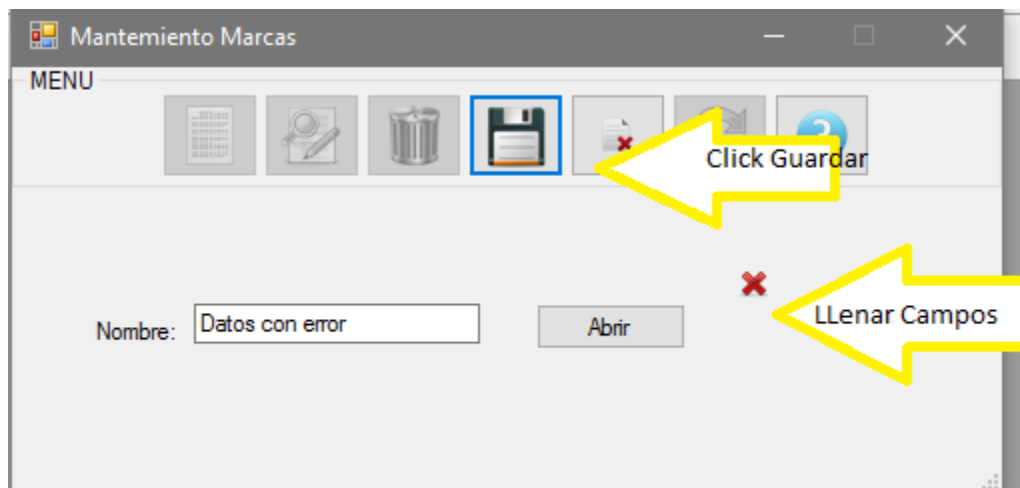 Mantemiento Marcas
MENU
Click Guardar
LLenar Campos
Nombre:
Datos con error
Abrir